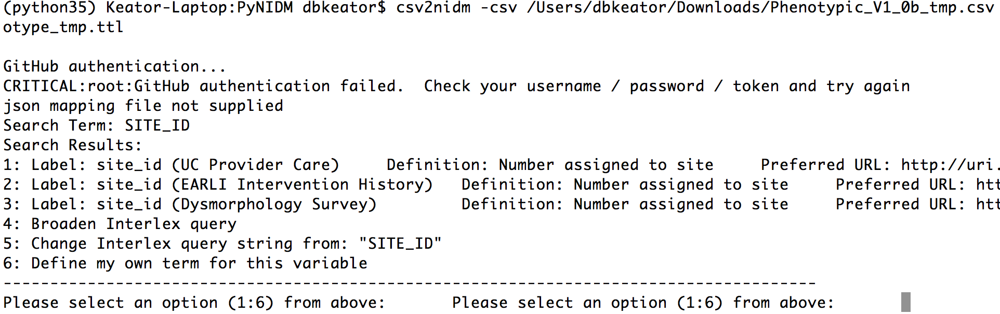 (python35) Keator-Laptop:PyNIDM dbkeator$ csv2nidm -csv /Users/dbkeator/Downloads/Phenotypic_V1_0b_tmp.csv
otype_tmp.ttl
GitHub authentication...
CRITICAL:root:GitHub authentication failed.  Check your username / password / token and try again
json mapping file not supplied
Search Term: SITE_ID
Search Results:
1: Label: site_id (UC Provider Care)     Definition: Number assigned to site     Preferred URL: http://uri.
2: Label: site_id (EARLI Intervention History)   Definition: Number assigned to site     Preferred URL: htt
3: Label: site_id (Dysmorphology Survey)         Definition: Number assigned to site     Preferred URL: htt
4: Broaden Interlex query
5: Change Interlex query string from: "SITE_ID"
6: Define my own term for this variable
---------------------------------------------------------------------------------------
Please select an option (1:6) from above:       Please select an option (1:6) from above: